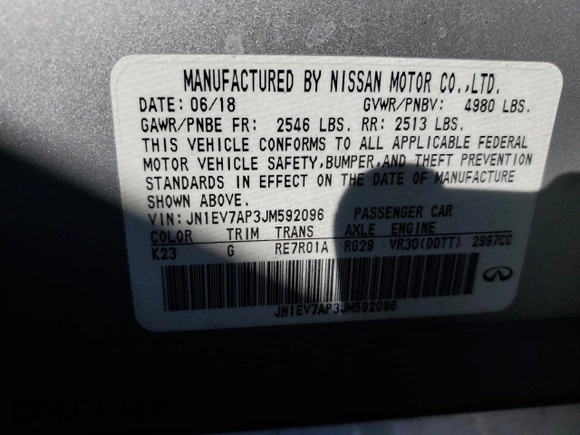 MANUFACTURED BY NISSAN MOTOR CO.,LTD.
DATE: 06/18 GVWR/PNBV: 4980 LBS.
GAWR/PNBE FR: 2546 LBS. RR: 2513 LBS.
THIS VEHICLE CONFORMS TO ALL APPLICABLE FEDERAL
MOTOR VEHICLE SAFETY,BUMPER,AND THEFT PREVENTION
STANDARDS IN EFFECT ON THE DATE OF MANUFACTURE
SHOWN ABOVE.
VIN: JN1EV7AP3JM592096 PASSENGER CAR
COLOR TRIM TRANS AXLE ENGINE
K23 G RE7R01A RG29 VR30(DDTT) 2997CC
JN1EV7AP3JM592096